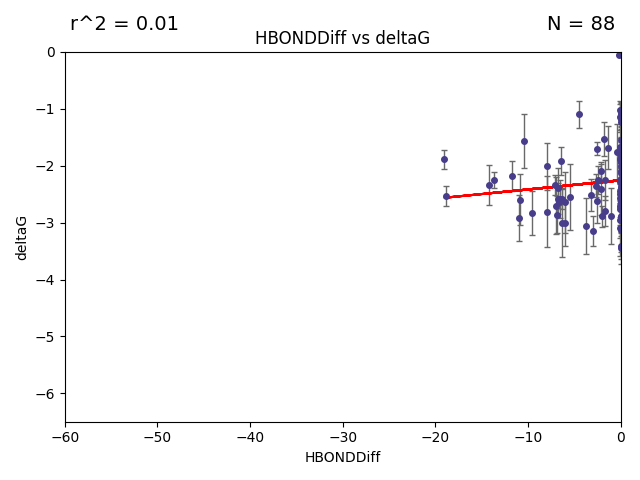 r^2 = 0.01
N = 88
HBONDDiff vs deltaG
0
−1
−2
−3
−4
−5
−6
deltaG
−60
−50
−40
−30
−20
−10
0
HBONDDiff